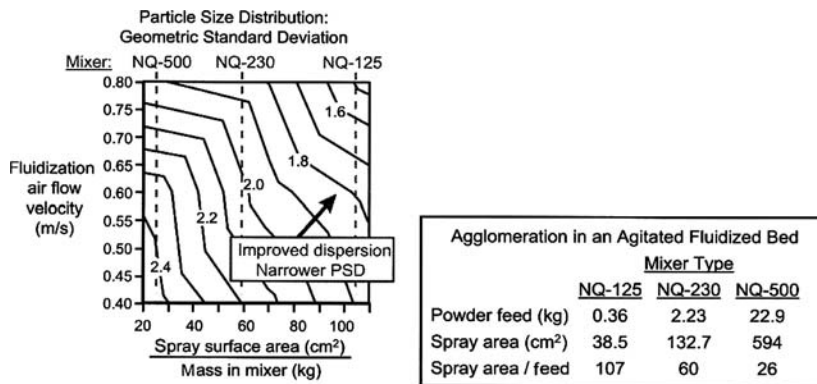 Particle Size Distribution:
Geometric Standard Deviation
Mixer: NQ-500 NQ-230 NQ-125
0.80
0.75
0.70
0.65
0.60
0.55
0.50
0.45
0.40
Fluidization
air flow
velocity
(m/s)
1.6
1.8
2.0
2.2
2.4
Improved dispersion
Narrower PSD
20 40 60 80 100
Spray surface area (cm²)
Mass in mixer (kg)
Agglomeration in an Agitated Fluidized Bed
Mixer Type
NQ-125 NQ-230 NQ-500
Powder feed (kg) 0.36 2.23 22.9
Spray area (cm²) 38.5 132.7 594
Spray area / feed 107 60 26